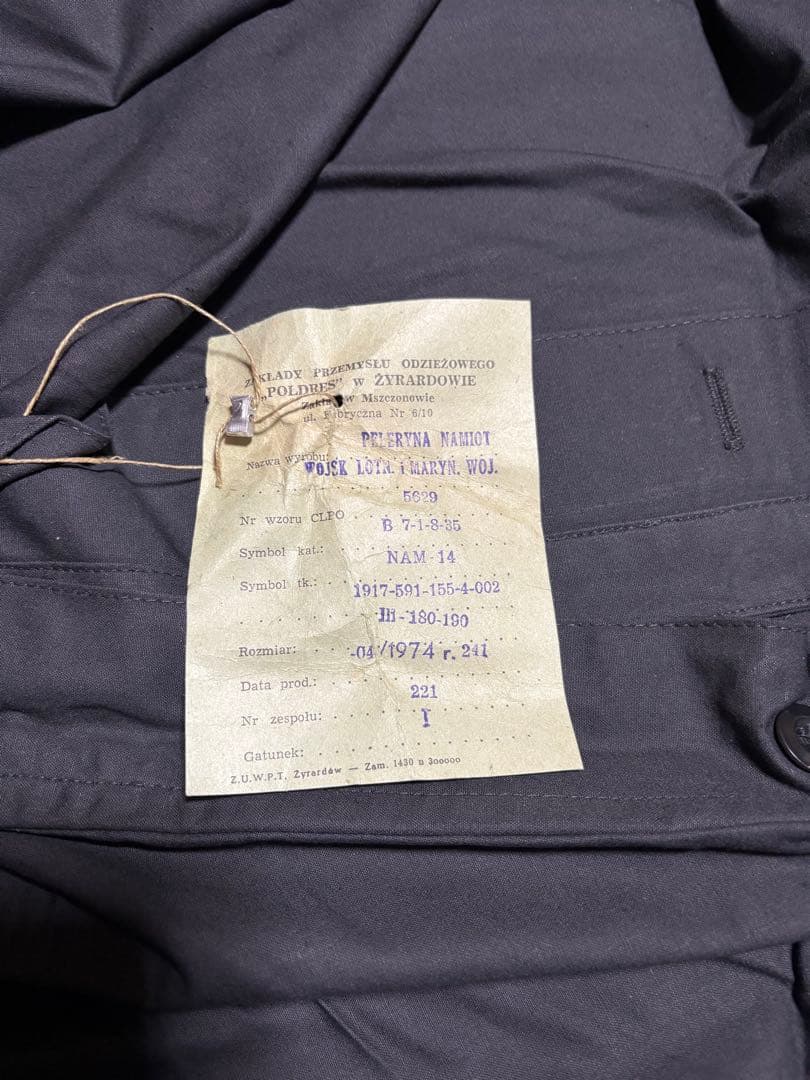 ZAKŁADY PRZEMYSŁU ODZIEŻOWEGO
„POLDRES" w ŻYRARDOWIE
Zakład w Mszczonowie
ul. Fabryczna Nr 6/10
PELERYNA NAMIOT
Nazwa wyrobu: WOJSK LOTN. i MARYN. WOJ.
5629
Nr wzoru CLPO B 7-1-8-35
Symbol kat.: NAM-14
Symbol tk.: 1917-591-155-4-002
III-180-190
Rozmiar: -04/1974 r. 241
Data prod.: 221
Nr zespołu: I
Gatunek:
Z.U.W.P.T. Żyrardów — Zam. 1430 n 300000